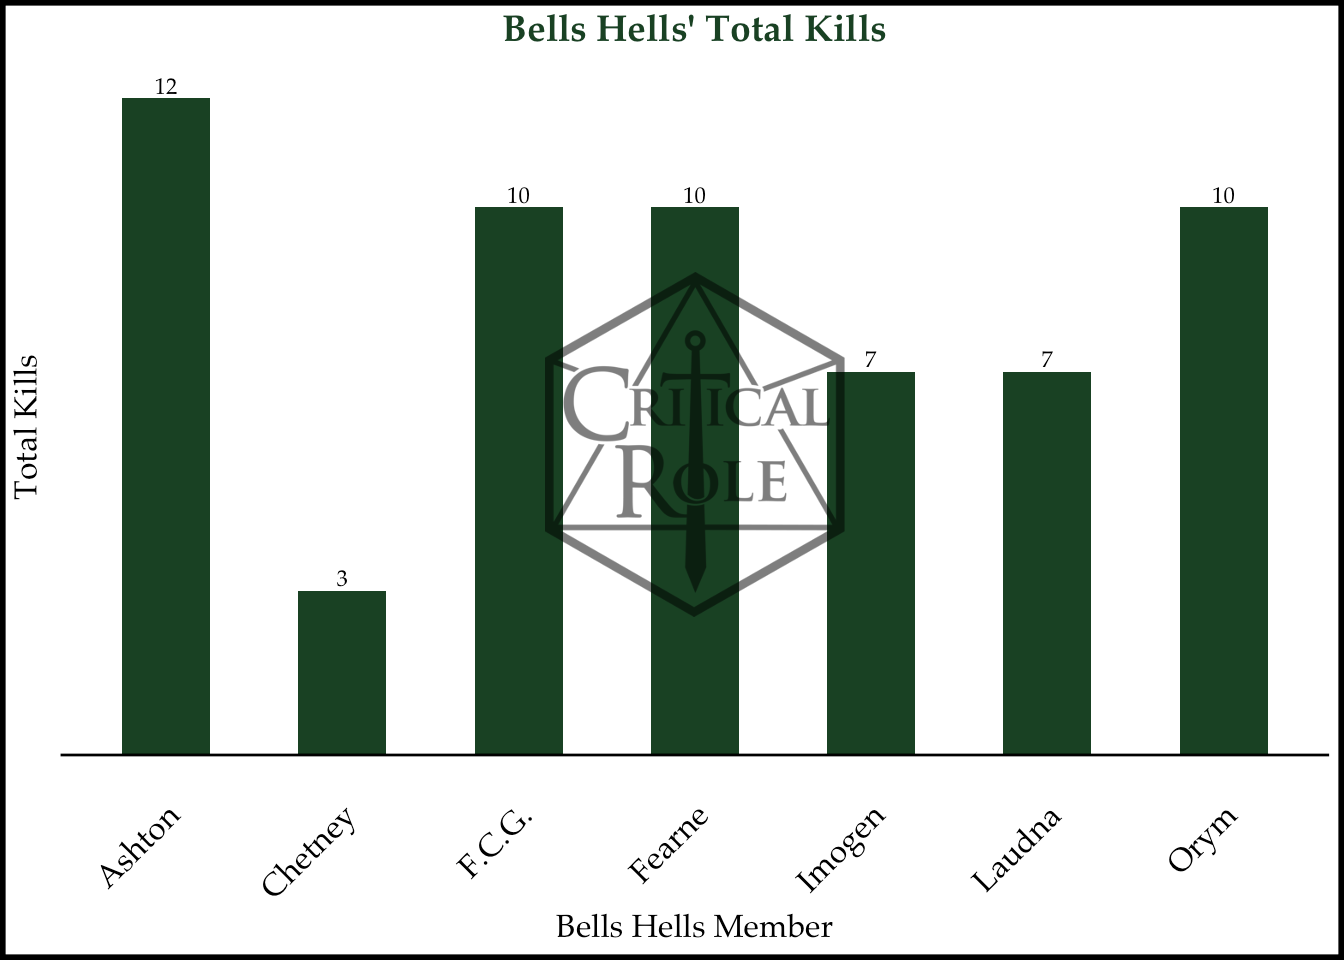 Bells Hells' Total Kills
12
10
10
10
7
7
3
Total Kills
CRITICAL
ROLE
Ashton
Chetney
F.C.G.
Fearne
Imogen
Laudna
Orym
Bells Hells Member